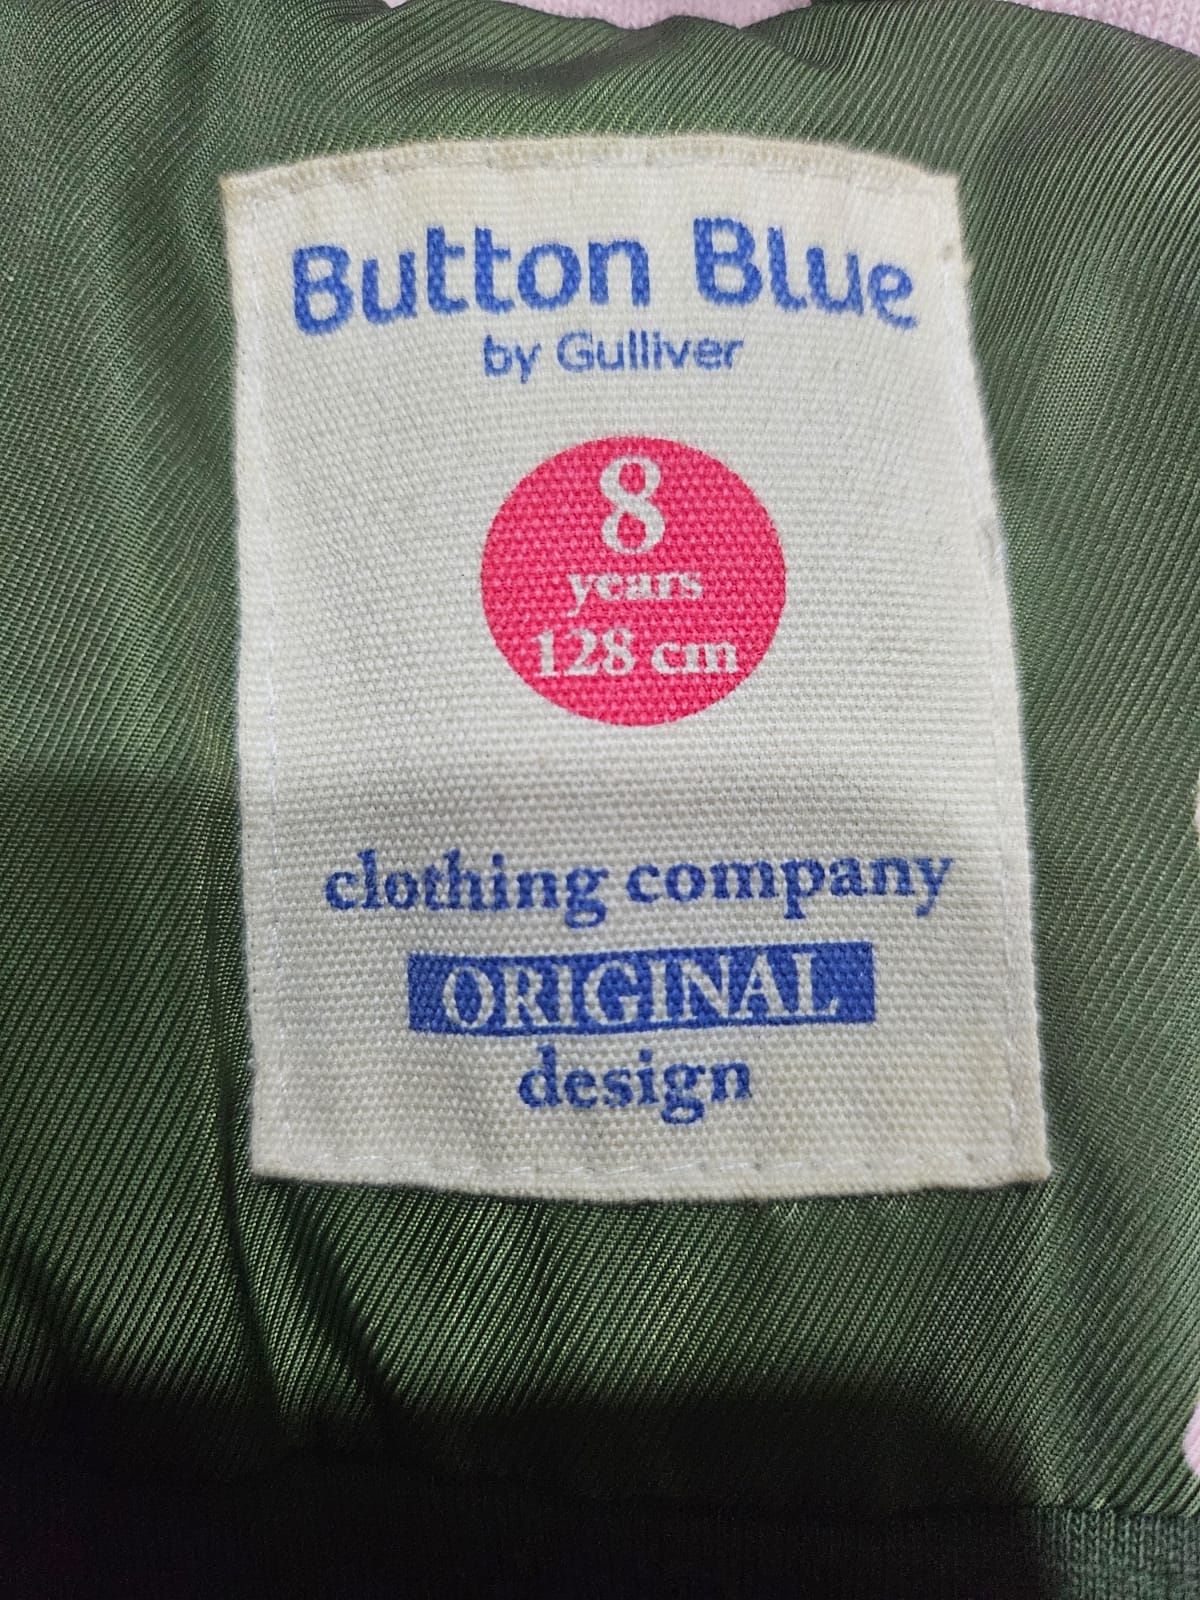 Button Blue
by Gulliver
8
years
128 cm
clothing company
ORIGINAL
design